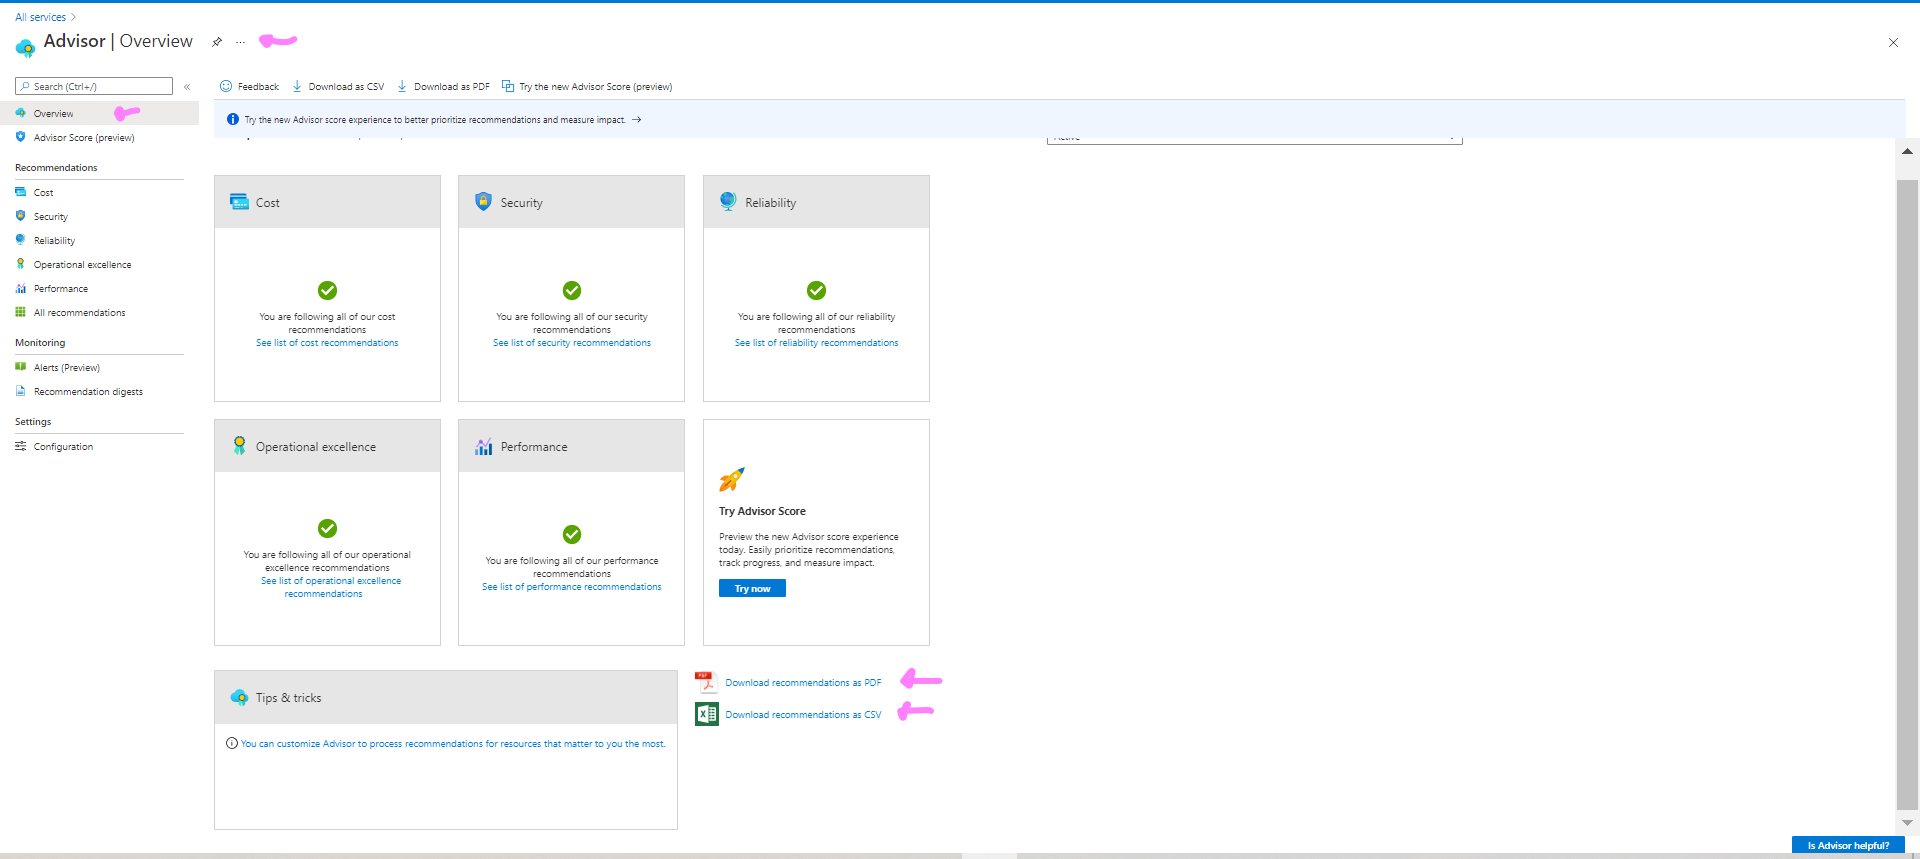 All services
Advisor | Overview
Search (Ctrl+/)
Overview
Advisor Score (preview)
Recommendations
Cost
Security
Reliability
Operational excellence
Performance
All recommendations
Monitoring
Alerts (Preview)
Recommendation digests
Settings
Configuration
Feedback
Download as CSV
Download as PDF
Try the new Advisor Score (preview)
Try the new Advisor score experience to better prioritize recommendations and measure impact. →
Active
Cost
You are following all of our cost
recommendations
See list of cost recommendations
Security
You are following all of our security
recommendations
See list of security recommendations
Reliability
You are following all of our reliability
recommendations
See list of reliability recommendations
Operational excellence
You are following all of our operational
excellence recommendations
See list of operational excellence
recommendations
Performance
You are following all of our performance
recommendations
See list of performance recommendations
Try Advisor Score
Preview the new Advisor score experience
today. Easily prioritize recommendations,
track progress, and measure impact.
Try now
Tips & tricks
You can customize Advisor to process recommendations for resources that matter to you the most.
PDF
Download recommendations as PDF
Download recommendations as CSV
Is Advisor helpful?